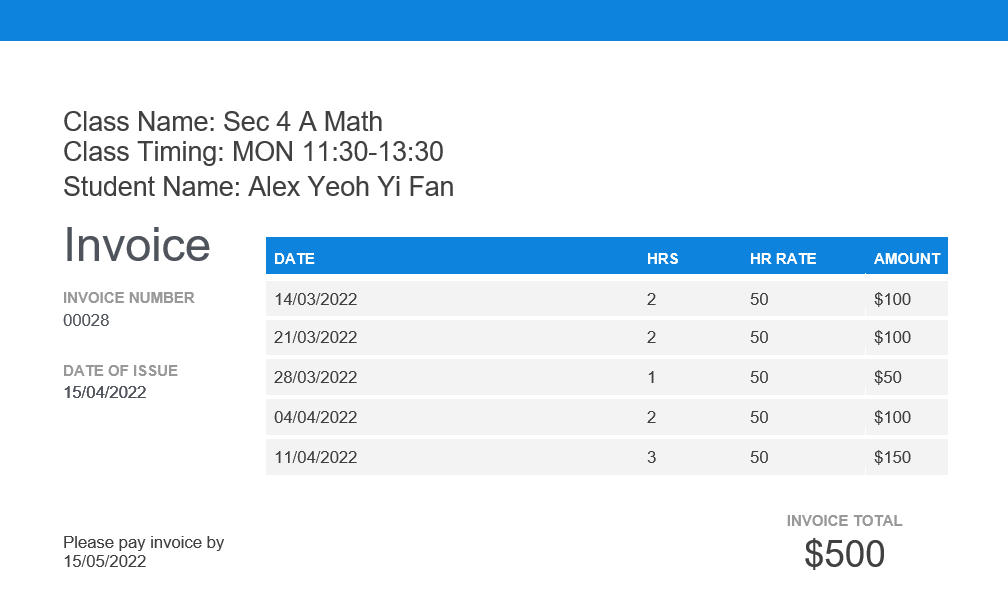 Class Name: Sec 4 A Math
Class Timing: MON 11:30-13:30
Student Name: Alex Yeoh Yi Fan
Invoice
INVOICE NUMBER
00028
DATE OF ISSUE
15/04/2022
DATE HRS HR RATE AMOUNT
14/03/2022 2 50 $100
21/03/2022 2 50 $100
28/03/2022 1 50 $50
04/04/2022 2 50 $100
11/04/2022 3 50 $150
INVOICE TOTAL
$500
Please pay invoice by
15/05/2022